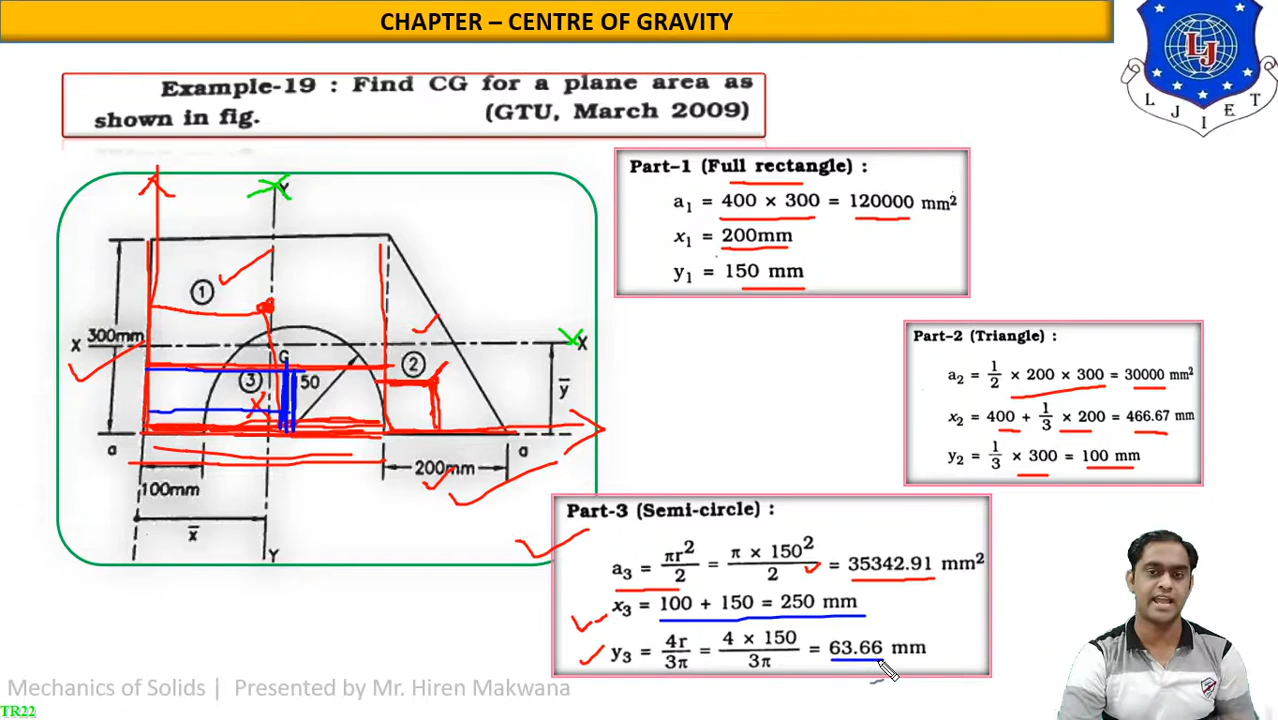 CHAPTER – CENTRE OF GRAVITY
LJ
L J I E T
Example-19 : Find CG for a plane area as
shown in fig. (GTU, March 2009)
Y
1
300mm
X
X
G
3
50
2
y̅
a
a
100mm
200mm
x̅
Y
Part–1 (Full rectangle) :
a₁ = 400 × 300 = 120000 mm²
x₁ = 200mm
y₁ = 150 mm
Part–2 (Triangle) :
a₂ = 1/2 × 200 × 300 = 30000 mm²
x₂ = 400 + 1/3 × 200 = 466.67 mm
y₂ = 1/3 × 300 = 100 mm
Part–3 (Semi-circle) :
a₃ = πr²/2 = π × 150²/2 = 35342.91 mm²
x₃ = 100 + 150 = 250 mm
y₃ = 4r/3π = 4 × 150/3π = 63.66 mm
Mechanics of Solids | Presented by Mr. Hiren Makwana
TR22